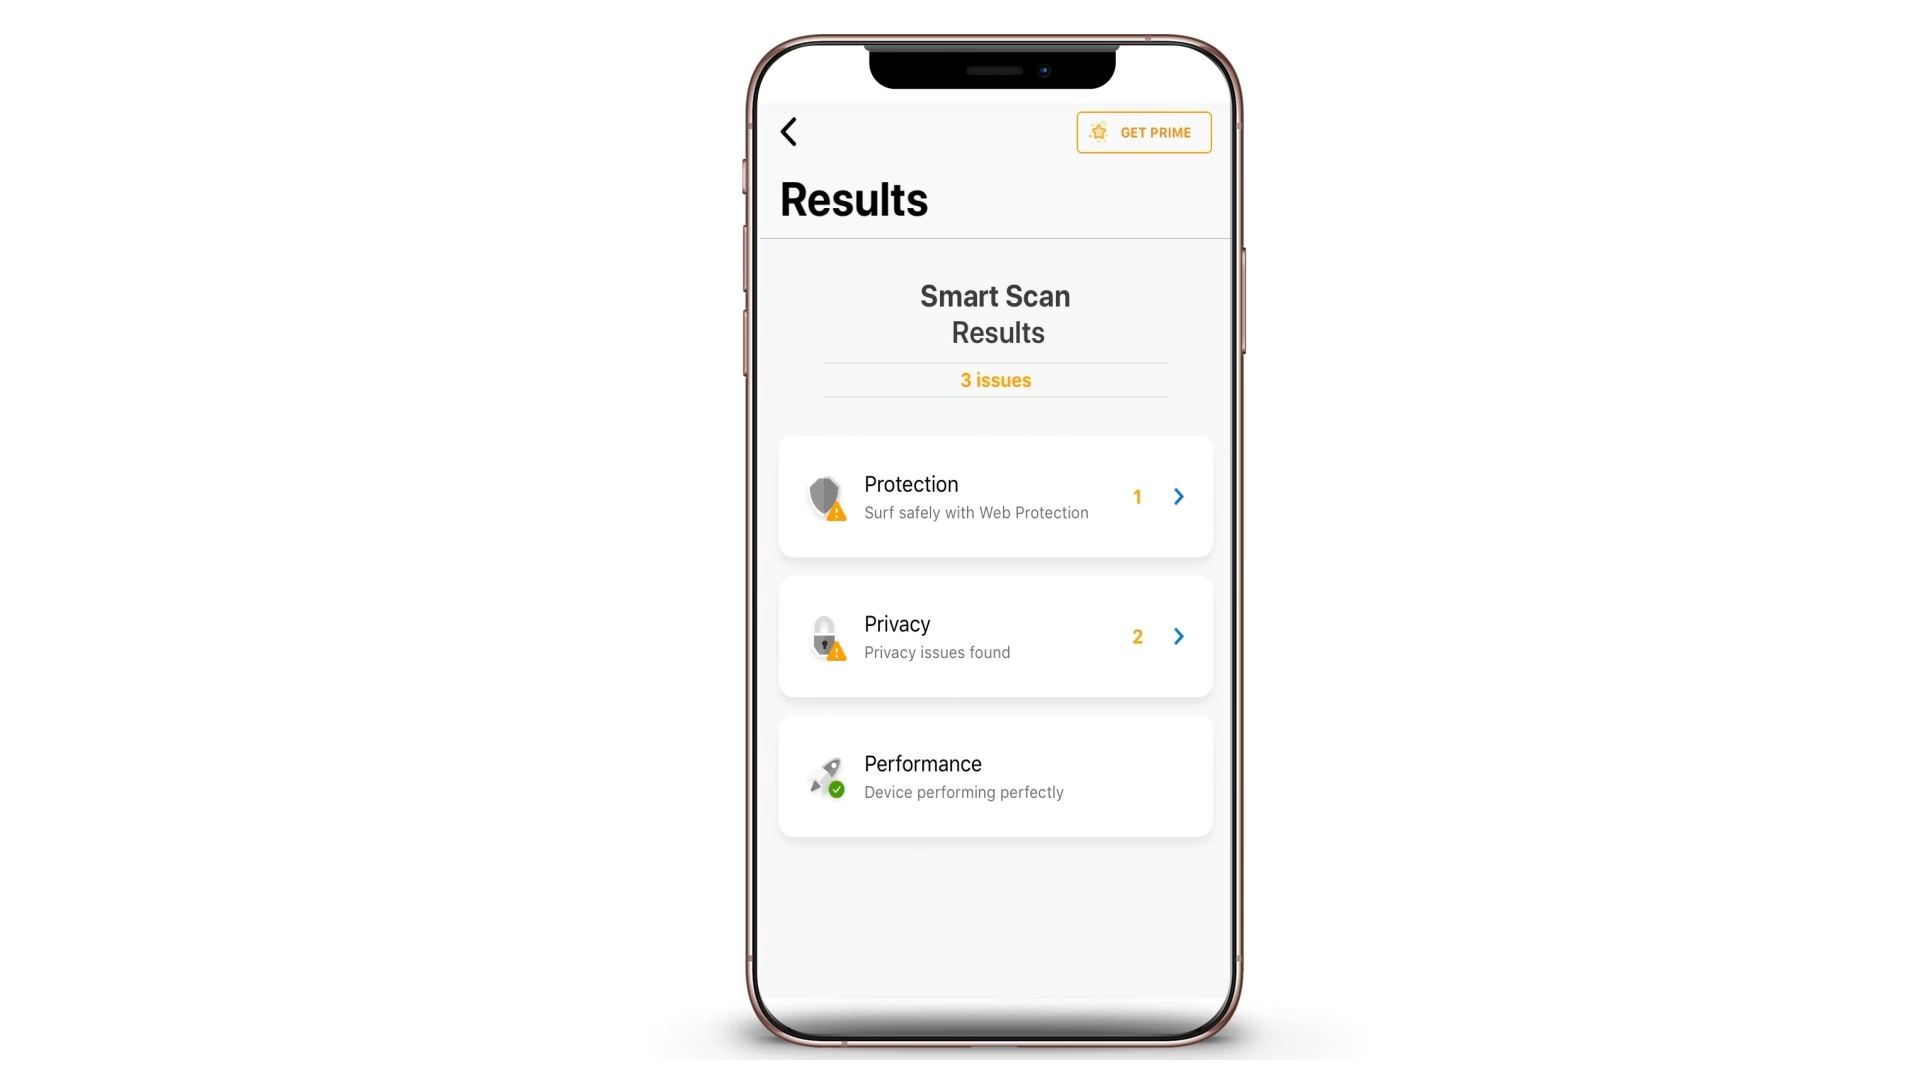 GET PRIME
Results
Smart Scan
Results
3 issues
Protection
Surf safely with Web Protection
1
Privacy
Privacy issues found
2
Performance
Device performing perfectly